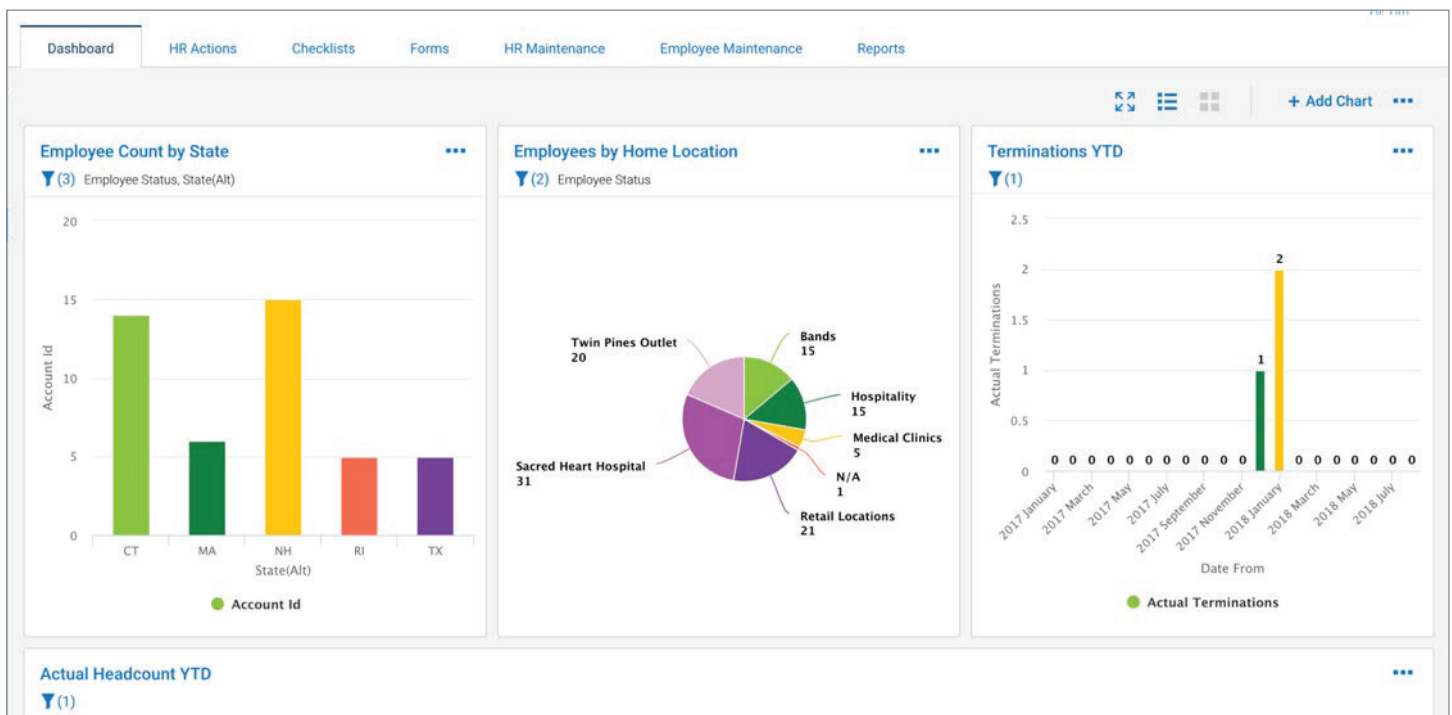 Dashboard HR Actions Checklists Forms HR Maintenance Employee Maintenance Reports
+ Add Chart
Employee Count by State
(3) Employee Status, State(Alt)
20
15
10
5
0
Account Id
CT MA NH RI TX
State(Alt)
Account Id
Employees by Home Location
(2) Employee Status
Twin Pines Outlet
20
Bands
15
Hospitality
15
Medical Clinics
5
N/A
1
Retail Locations
21
Sacred Heart Hospital
31
Terminations YTD
(1)
2.5
2
1.5
1
0.5
0
Actual Terminations
2
1
0 0 0 0 0 0 0 0 0 0 0 0 0 0 0 0 0 0
2017 January 2017 March 2017 May 2017 July 2017 September 2017 November 2018 January 2018 March 2018 May 2018 July
Date From
Actual Terminations
Actual Headcount YTD
(1)